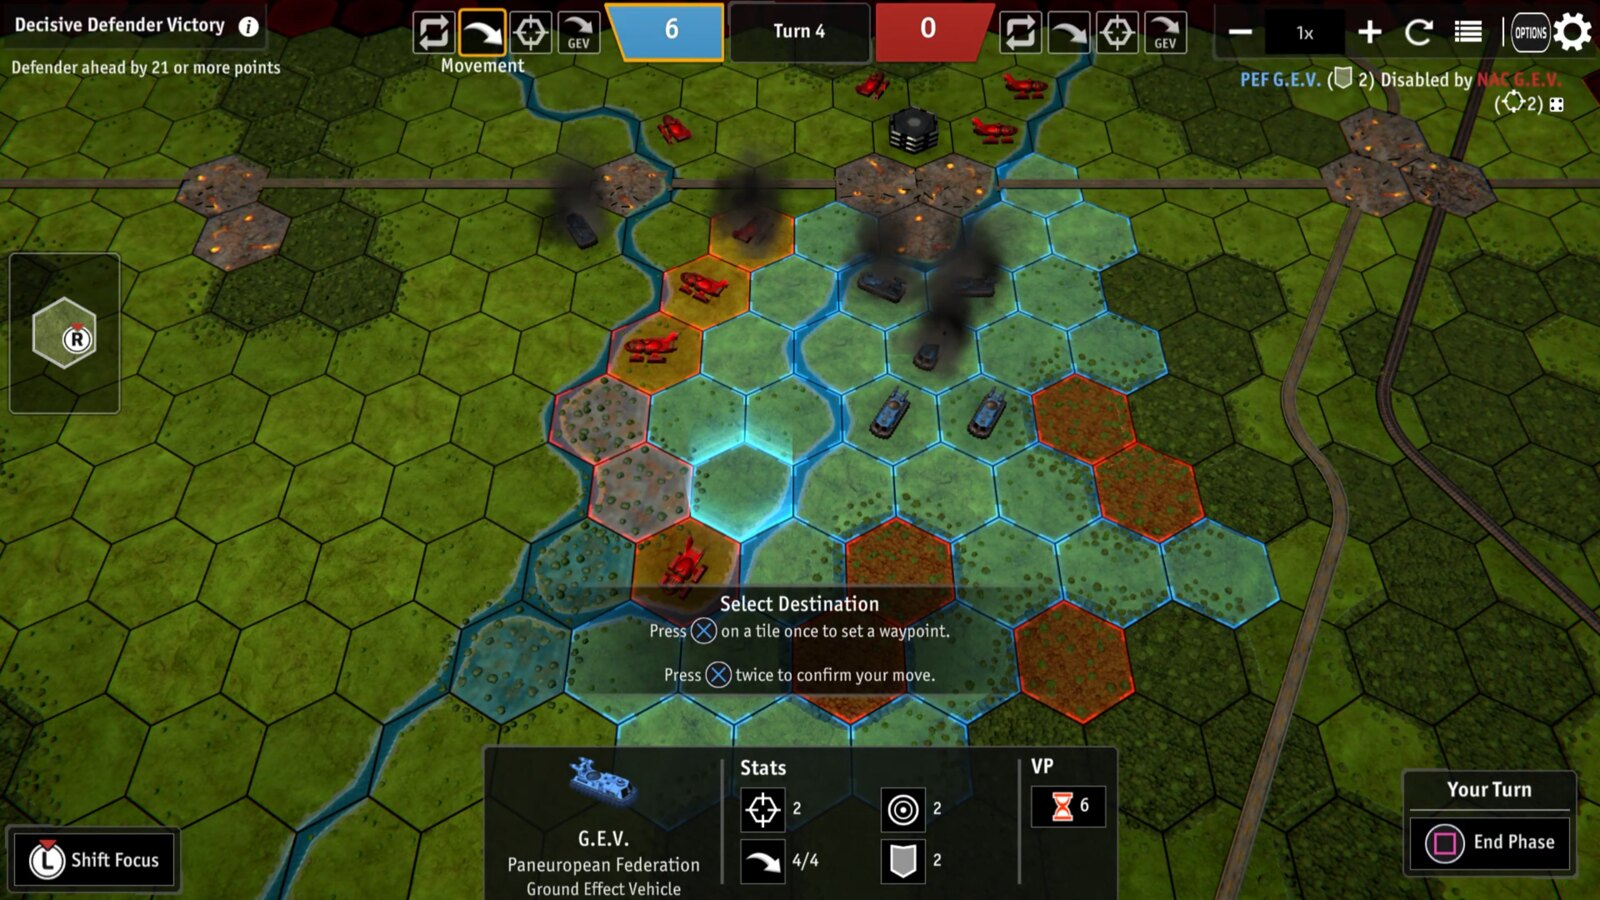 Decisive Defender Victory i
Defender ahead by 21 or more points
GEV
Movement
6
Turn 4
0
GEV
1x
OPTIONS
PEF G.E.V. ( 2) Disabled by NAC G.E.V.
( 2)
R
Select Destination
Press X on a tile once to set a waypoint.
Press X twice to confirm your move.
G.E.V.
Paneuropean Federation
Ground Effect Vehicle
Stats
2
2
4/4
2
VP
6
L Shift Focus
Your Turn
End Phase